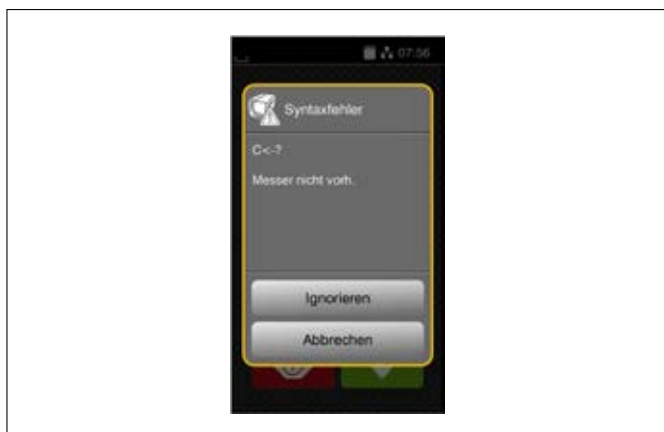 07:56
Syntaxfehler
C<-?
Messer nicht vorh.
Ignorieren
Abbrechen